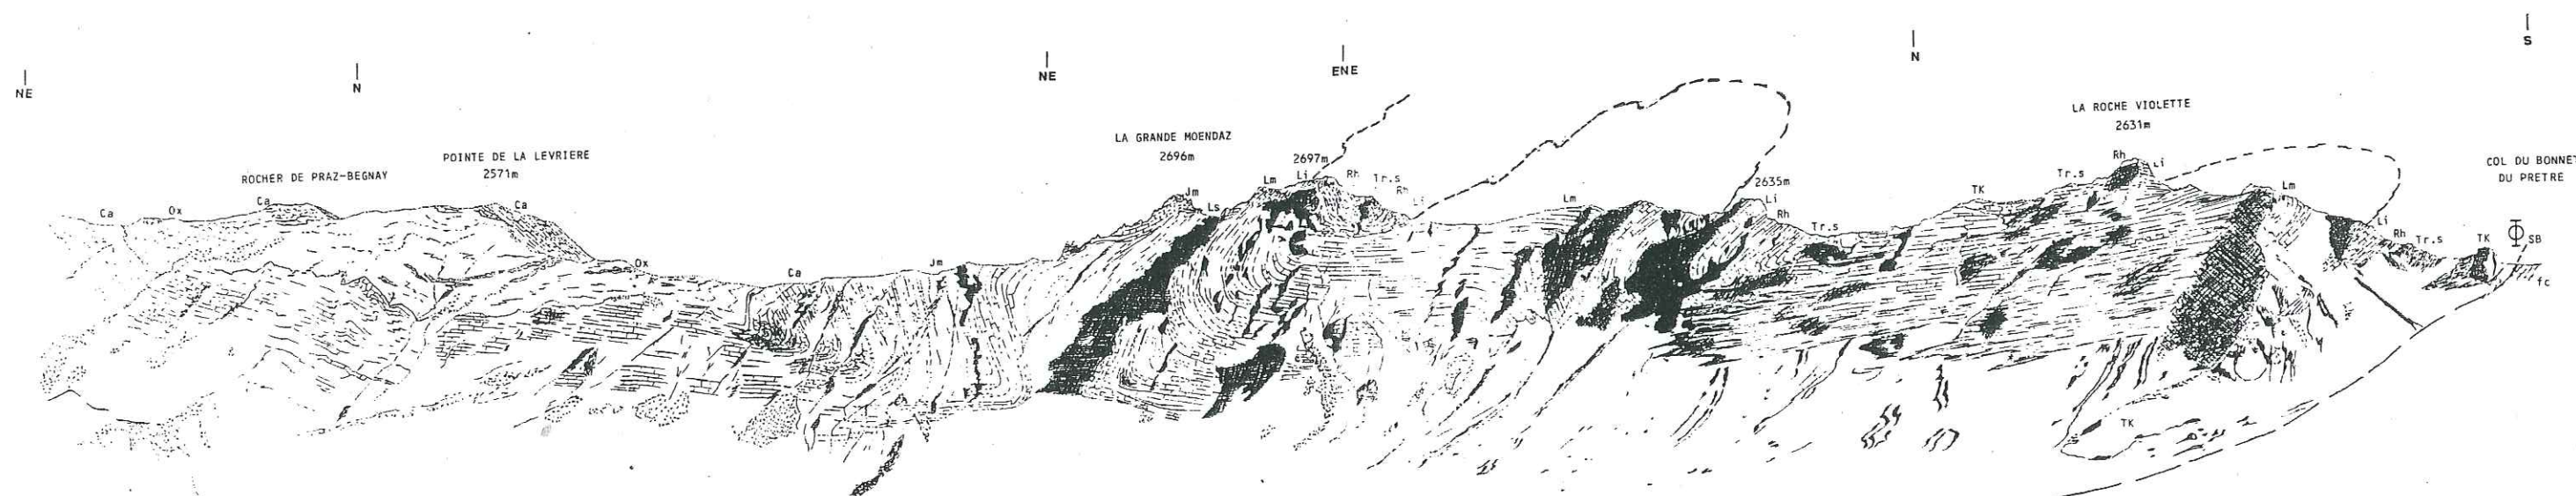 NE
N
NE
ENE
N
S
ROCHER DE PRAZ-BEGNAY
POINTE DE LA LEVRIERE
2571m
LA GRANDE MOENDAZ
2696m
2697m
2635m
LA ROCHE VIOLETTE
2631m
COL DU BONNET
DU PRETRE
Ca
Ox
Ca
Ca
Ox
Ca
Jm
Jm
Ls
Lm
Li
Rh
Tr.s
Rh
Li
Lm
Li
Rh
Tr.s
TK
Tr.s
Rh
Li
Lm
Li
Rh
Tr.s
TK
SB
fc
TK